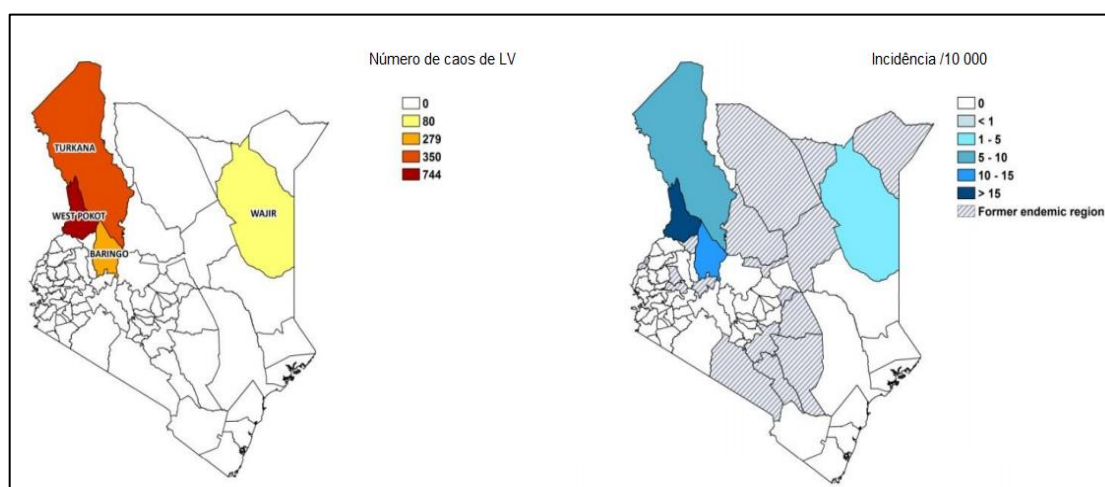 Número de caos de LV
0
80
279
350
744
TURKANA
WEST POKOT
BARINGO
WAJIR
Incidência /10 000
0
< 1
1 - 5
5 - 10
10 - 15
> 15
Former endemic region